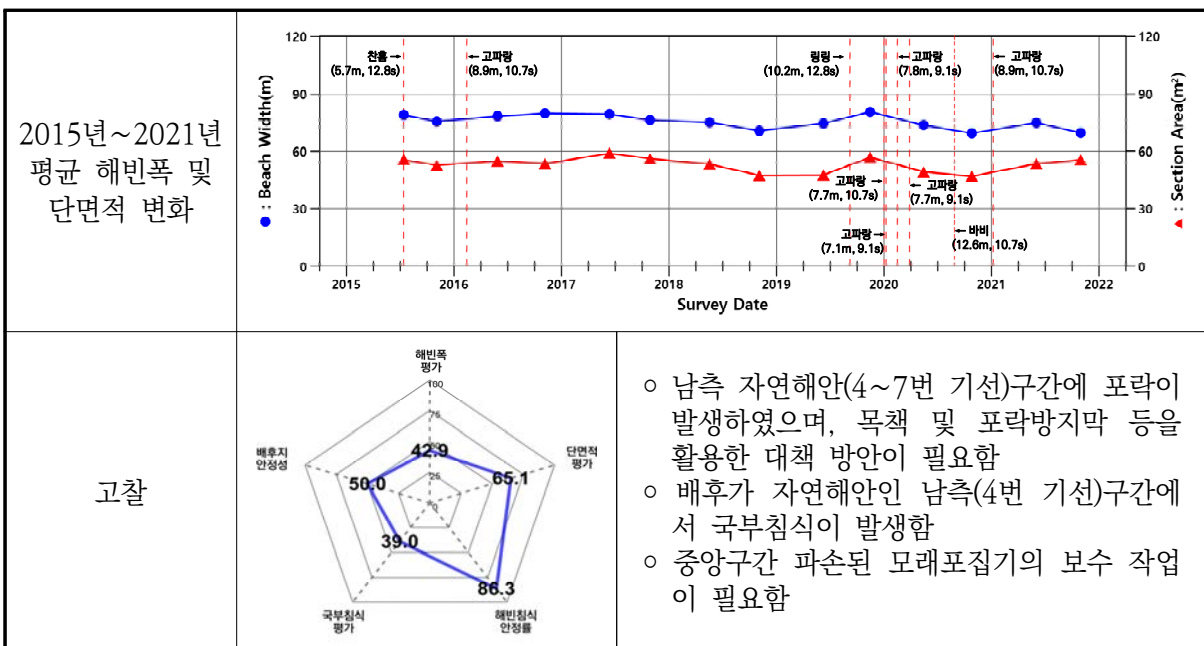 2015년~2021년
평균 해빈폭 및
단면적 변화
● : Beach Width(m)
120
90
60
30
0
찬홈
(5.7m, 12.8s)
고파랑
(8.9m, 10.7s)
링링
(10.2m, 12.8s)
고파랑
(7.8m, 9.1s)
고파랑
(8.9m, 10.7s)
고파랑
(7.7m, 10.7s)
고파랑
(7.7m, 9.1s)
고파랑
(7.1m, 9.1s)
바비
(12.6m, 10.7s)
120
90
60
30
0
▲ : Section Area(m²)
2015 2016 2017 2018 2019 2020 2021 2022
Survey Date
고찰
해빈폭
평가
100
75
42.9
25
0
단면적
평가
65.1
배후지
안정성
50.0
39.0
86.3
국부침식
평가
해빈침식
안정률
○ 남측 자연해안(4~7번 기선)구간에 포락이
발생하였으며, 목책 및 포락방지막 등을
활용한 대책 방안이 필요함
○ 배후가 자연해안인 남측(4번 기선)구간에
서 국부침식이 발생함
○ 중앙구간 파손된 모래포집기의 보수 작업
이 필요함